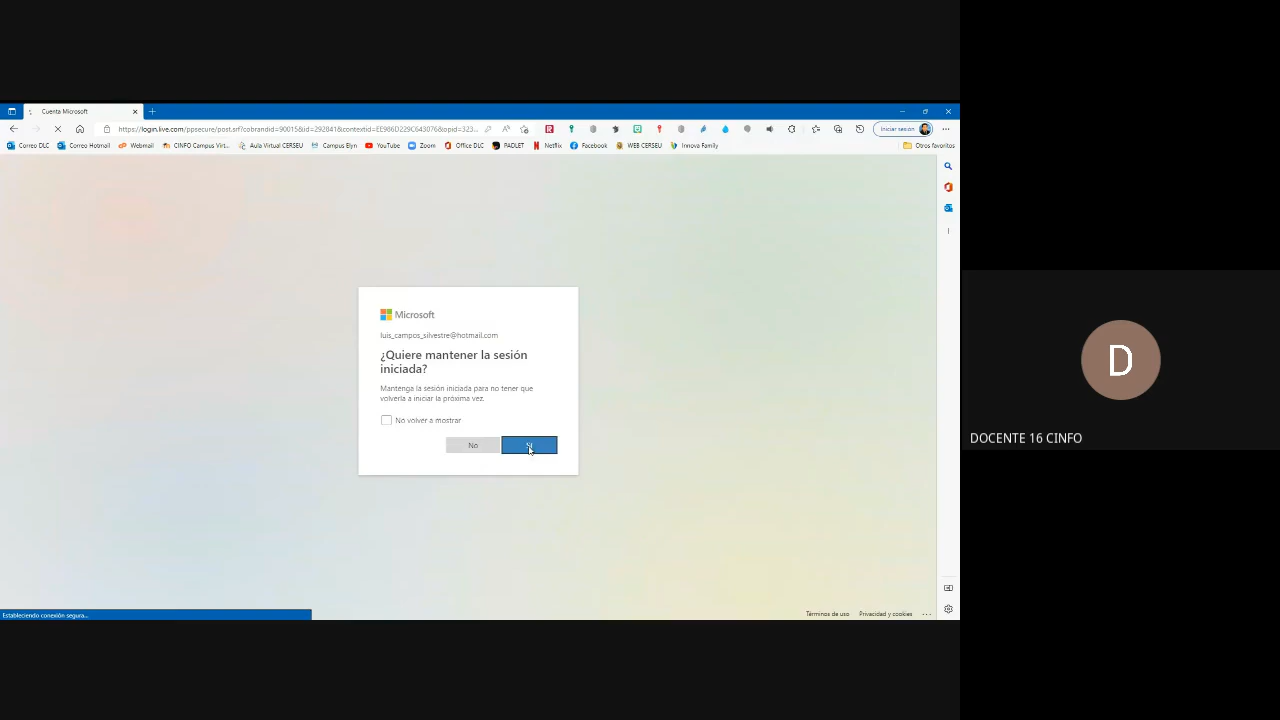 Cuenta Microsoft
https://login.live.com/ppsecure/post.srf?cobrandid=90015&id=292841&contextid=EE986D229C643076&opid=323...
Iniciar sesión
Correo DLC
Correo Hotmail
Webmail
CINFO Campus Virt...
Aula Virtual CERSEU
Campus Elyn
YouTube
Zoom
Office DLC
PADLET
Netflix
Facebook
WEB CERSEU
Innova Family
Otros favoritos
Microsoft
luis_campos_silvestre@hotmail.com
¿Quiere mantener la sesión
iniciada?
Mantenga la sesión iniciada para no tener que
volverla a iniciar la próxima vez.
No volver a mostrar
No
Sí
D
DOCENTE 16 CINFO
Estableciendo conexión segura...
Términos de uso
Privacidad y cookies
...